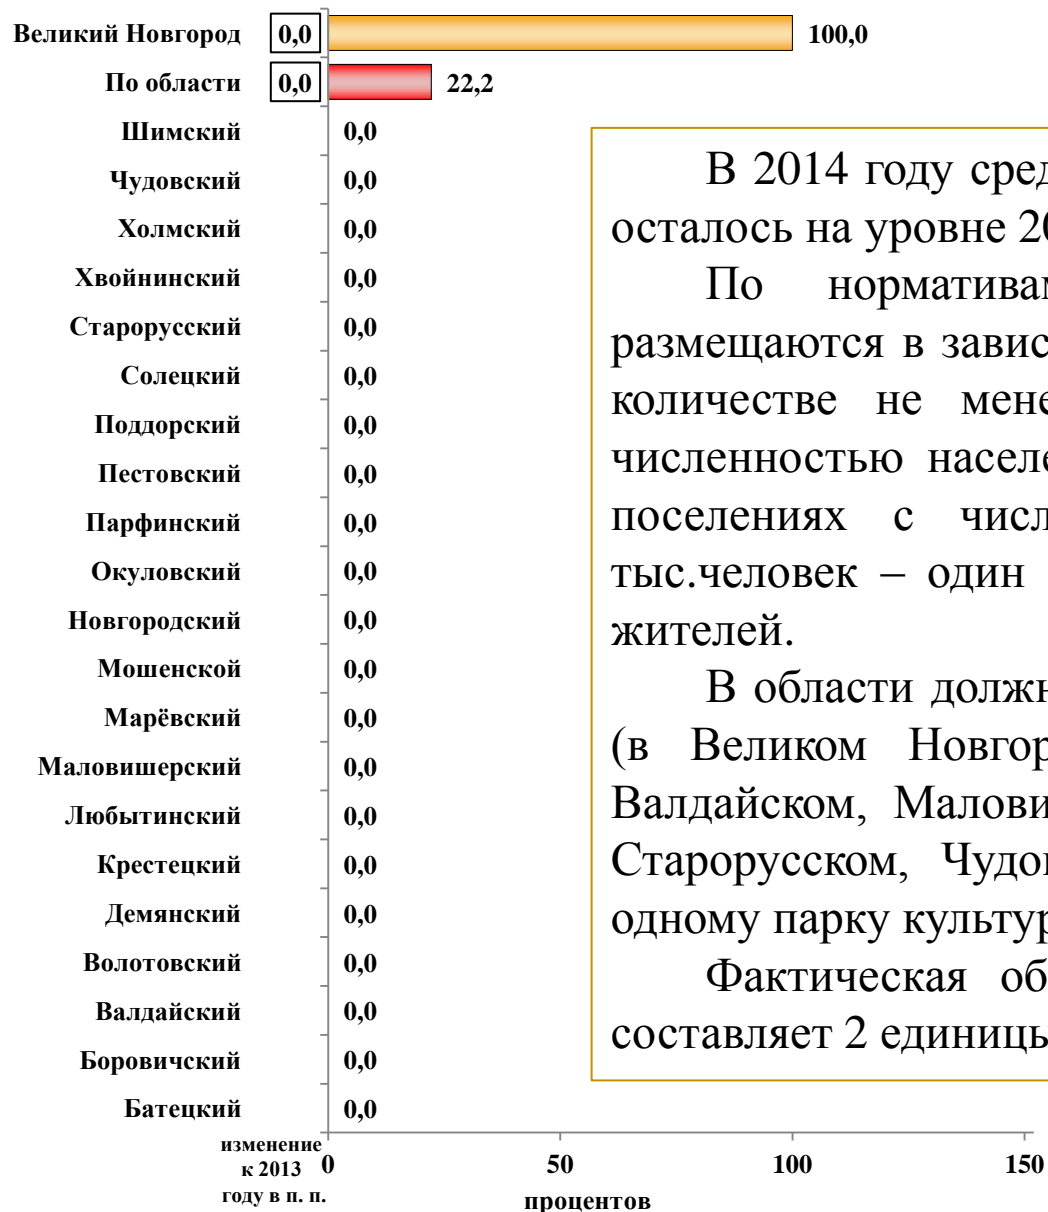 Великий Новгород 0,0 100,0
По области 0,0 22,2
Шимский 0,0
Чудовский 0,0
Холмский 0,0
Хвойнинский 0,0
Старорусский 0,0
Солецкий 0,0
Поддорский 0,0
Пестовский 0,0
Парфинский 0,0
Окуловский 0,0
Новгородский 0,0
Мошенской 0,0
Марёвский 0,0
Маловишерский 0,0
Любытинский 0,0
Крестецкий 0,0
Демянский 0,0
Волотовский 0,0
Валдайский 0,0
Боровичский 0,0
Батецкий 0,0
изменение
к 2013
году в п. п.
0 50 100 150
процентов
В 2014 году сред
осталось на уровне 20
По нормативам
размещаются в завис
количестве не мене
численностью населе
поселениях с числ
тыс.человек – один
жителей.
В области должн
(в Великом Новгор
Валдайском, Малови
Старорусском, Чудов
одному парку культур
Фактическая об
составляет 2 единицы